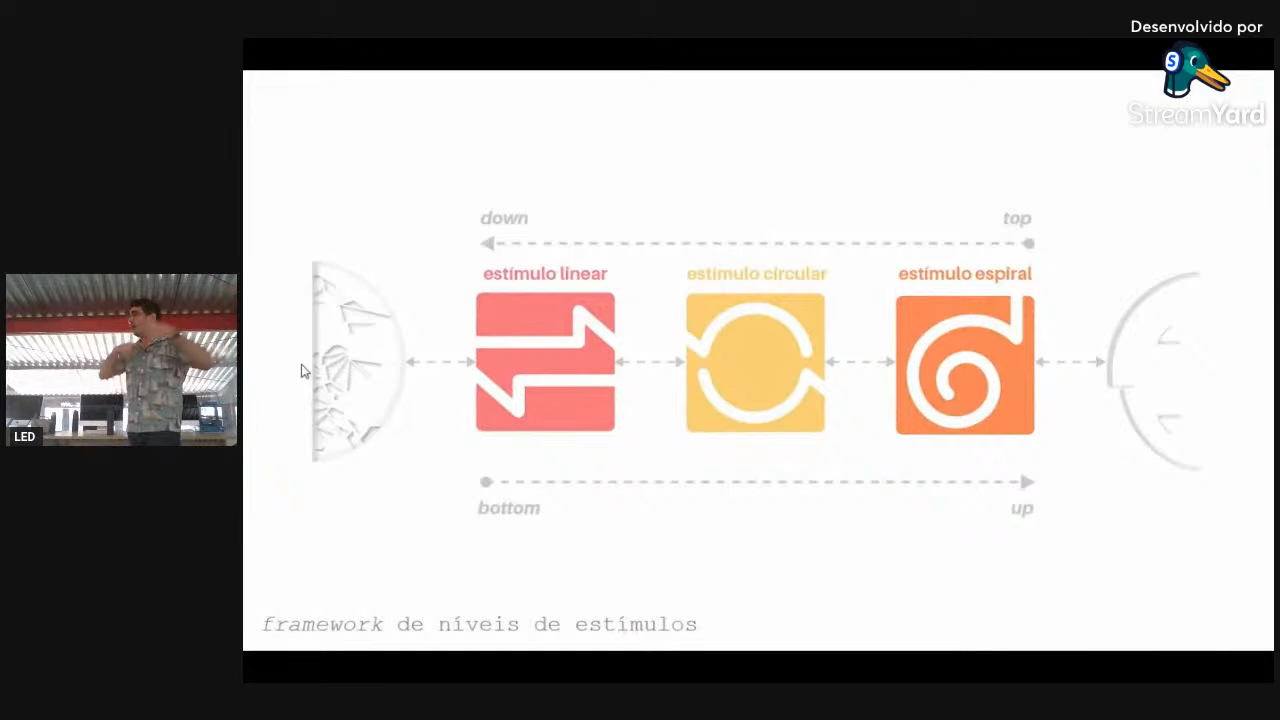 Desenvolvido por
StreamYard
down
top
estímulo linear
estímulo circular
estímulo espiral
bottom
up
framework de níveis de estímulos
LED